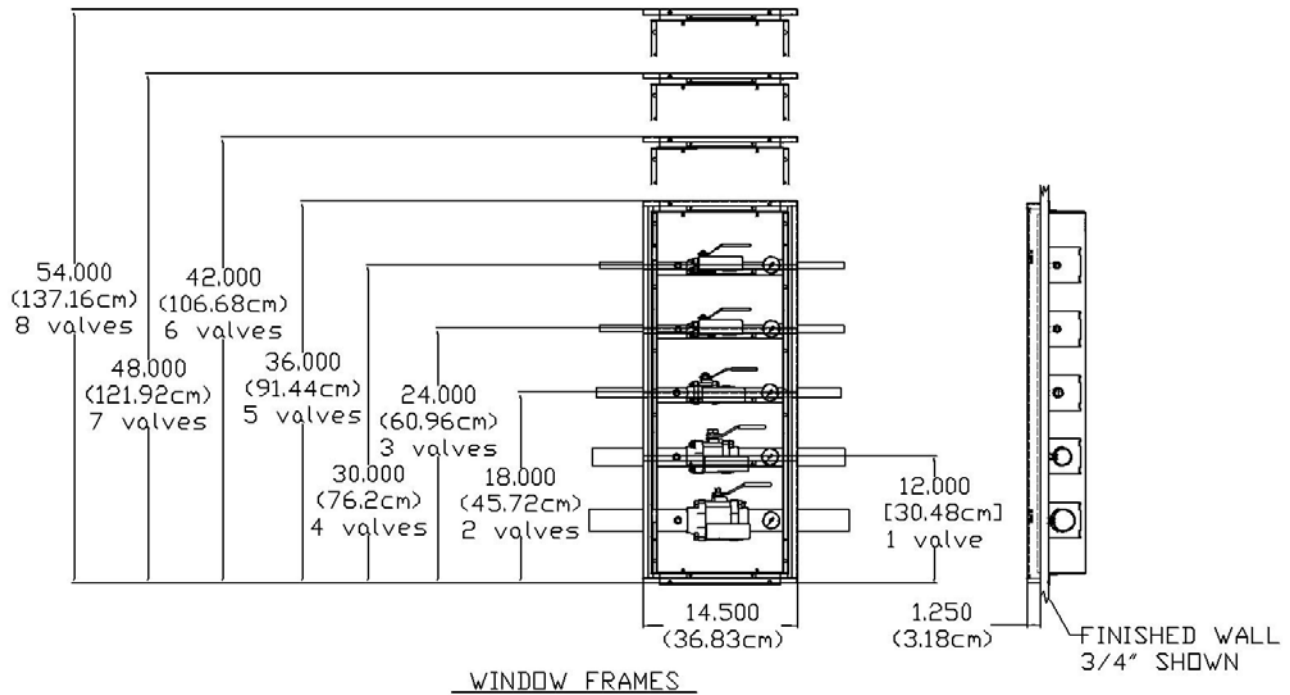 54.000
(137.16cm)
8 valves
48.000
(121.92cm)
7 valves
42.000
(106.68cm)
6 valves
36.000
(91.44cm)
5 valves
30.000
(76.2cm)
4 valves
24.000
(60.96cm)
3 valves
18.000
(45.72cm)
2 valves
12.000
[30.48cm]
1 valve
14.500
(36.83cm)
1.250
(3.18cm)
FINISHED WALL
3/4" SHOWN
WINDOW FRAMES